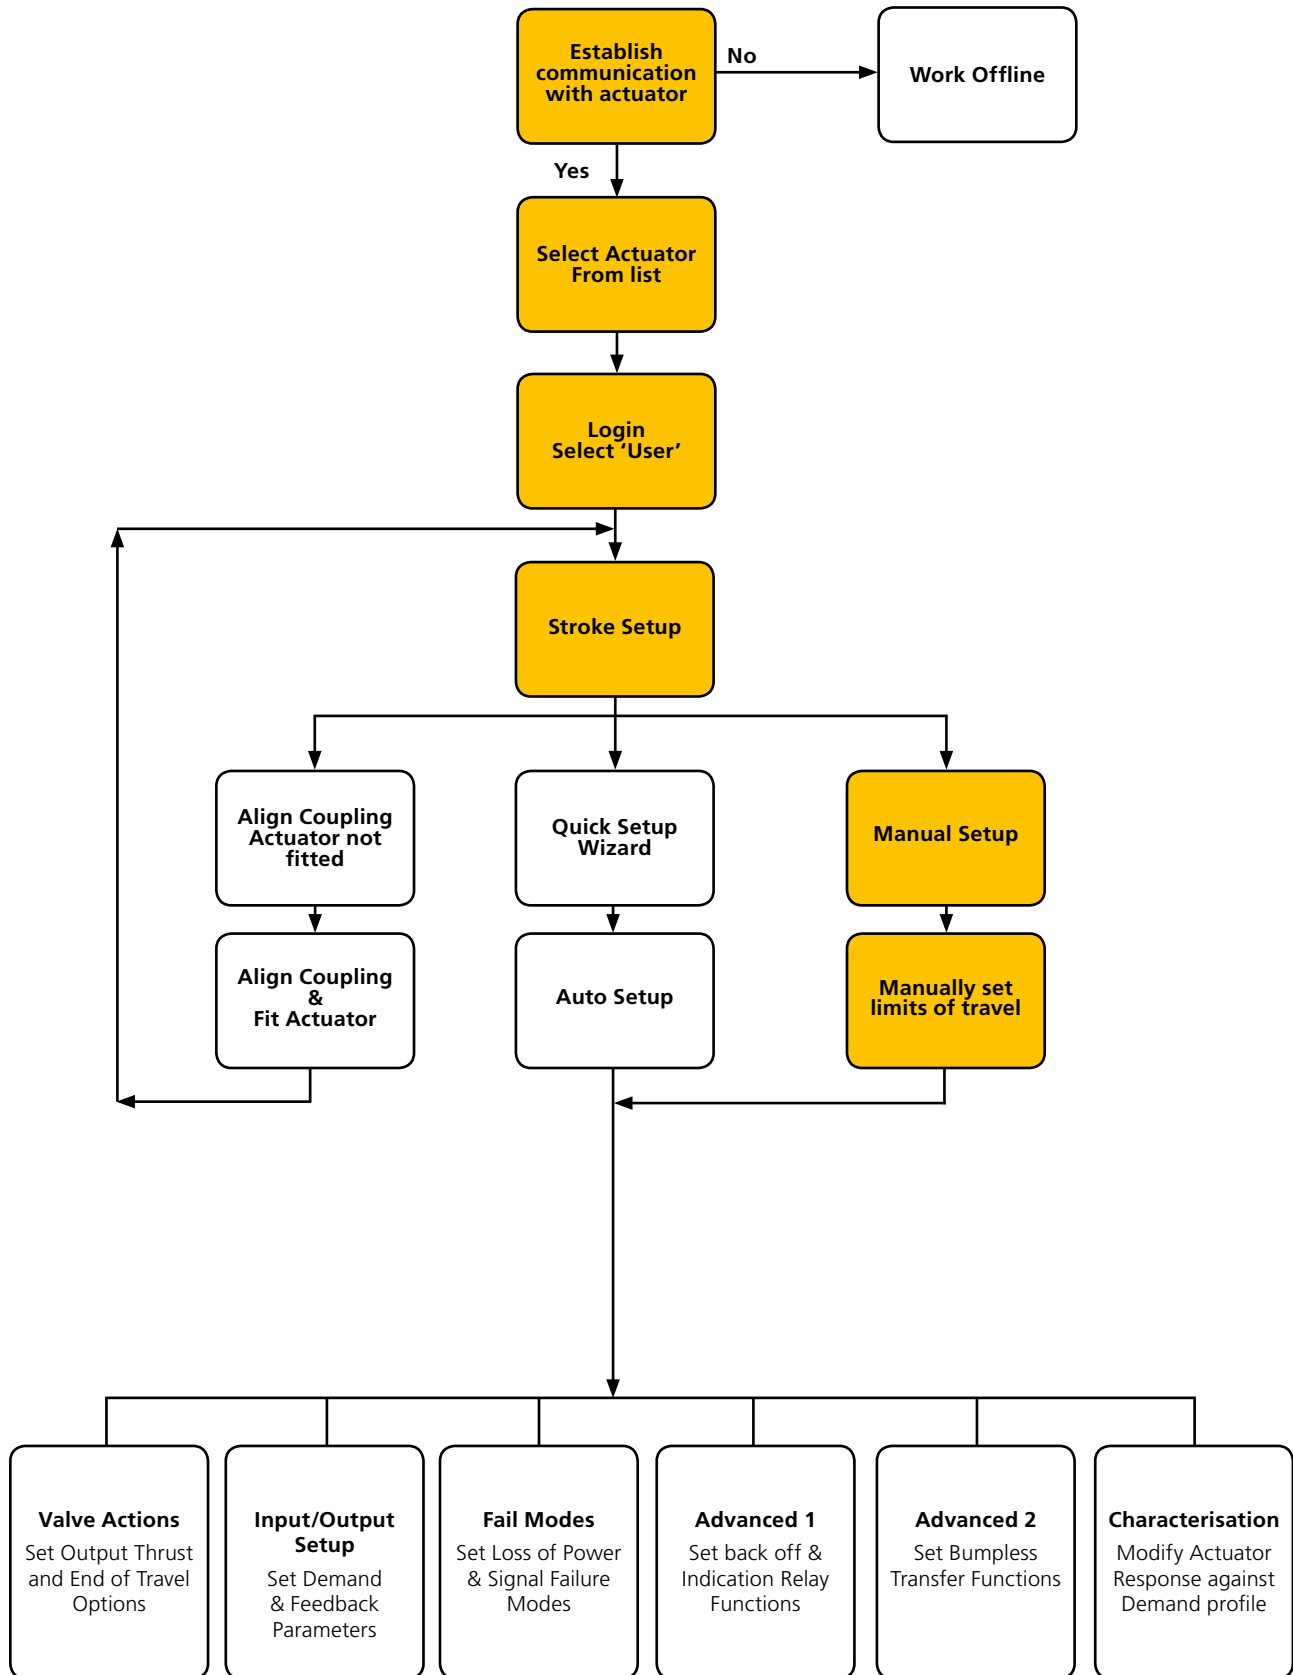 Establish
communication
with actuator
No
Work Offline
Yes
Select Actuator
From list
Login
Select ‘User’
Stroke Setup
Align Coupling
Actuator not
fitted
Quick Setup
Wizard
Manual Setup
Align Coupling
&
Fit Actuator
Auto Setup
Manually set
limits of travel
Valve Actions
Set Output Thrust
and End of Travel
Options
Input/Output
Setup
Set Demand
& Feedback
Parameters
Fail Modes
Set Loss of Power
& Signal Failure
Modes
Advanced 1
Set back off &
Indication Relay
Functions
Advanced 2
Set Bumpless
Transfer Functions
Characterisation
Modify Actuator
Response against
Demand profile